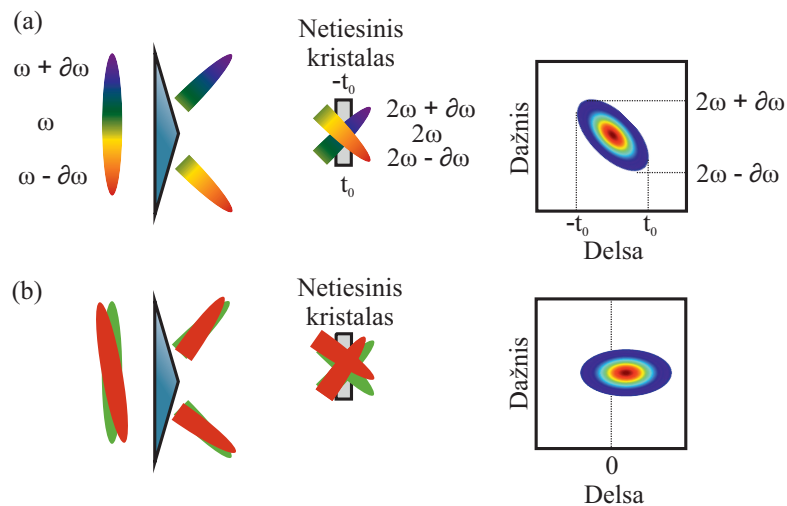 (a)
ω + ∂ω
ω
ω - ∂ω
Netiesinis
kristalas
-t₀
2ω + ∂ω
2ω
2ω - ∂ω
t₀
Dažnis
2ω + ∂ω
2ω - ∂ω
-t₀
t₀
Delsa
(b)
Netiesinis
kristalas
Dažnis
0
Delsa